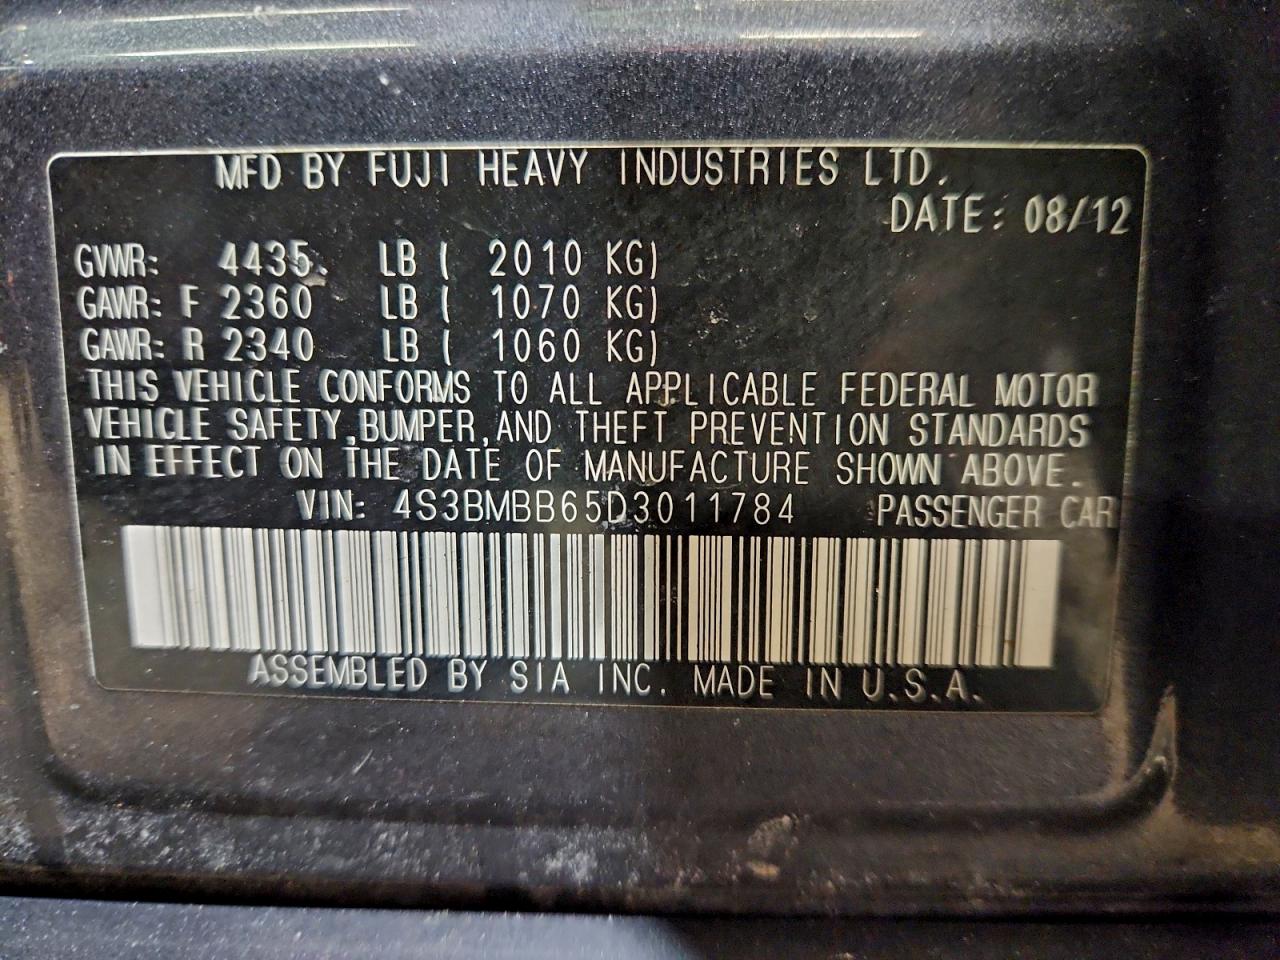 MFD BY FUJI HEAVY INDUSTRIES LTD.
DATE: 08/12
GVWR: 4435 LB ( 2010 KG)
GAWR: F 2360 LB ( 1070 KG)
GAWR: R 2340 LB ( 1060 KG)
THIS VEHICLE CONFORMS TO ALL APPLICABLE FEDERAL MOTOR
VEHICLE SAFETY,BUMPER,AND THEFT PREVENTION STANDARDS
IN EFFECT ON THE DATE OF MANUFACTURE SHOWN ABOVE.
VIN: 4S3BMBB65D3011784 PASSENGER CAR
ASSEMBLED BY SIA INC. MADE IN U.S.A.